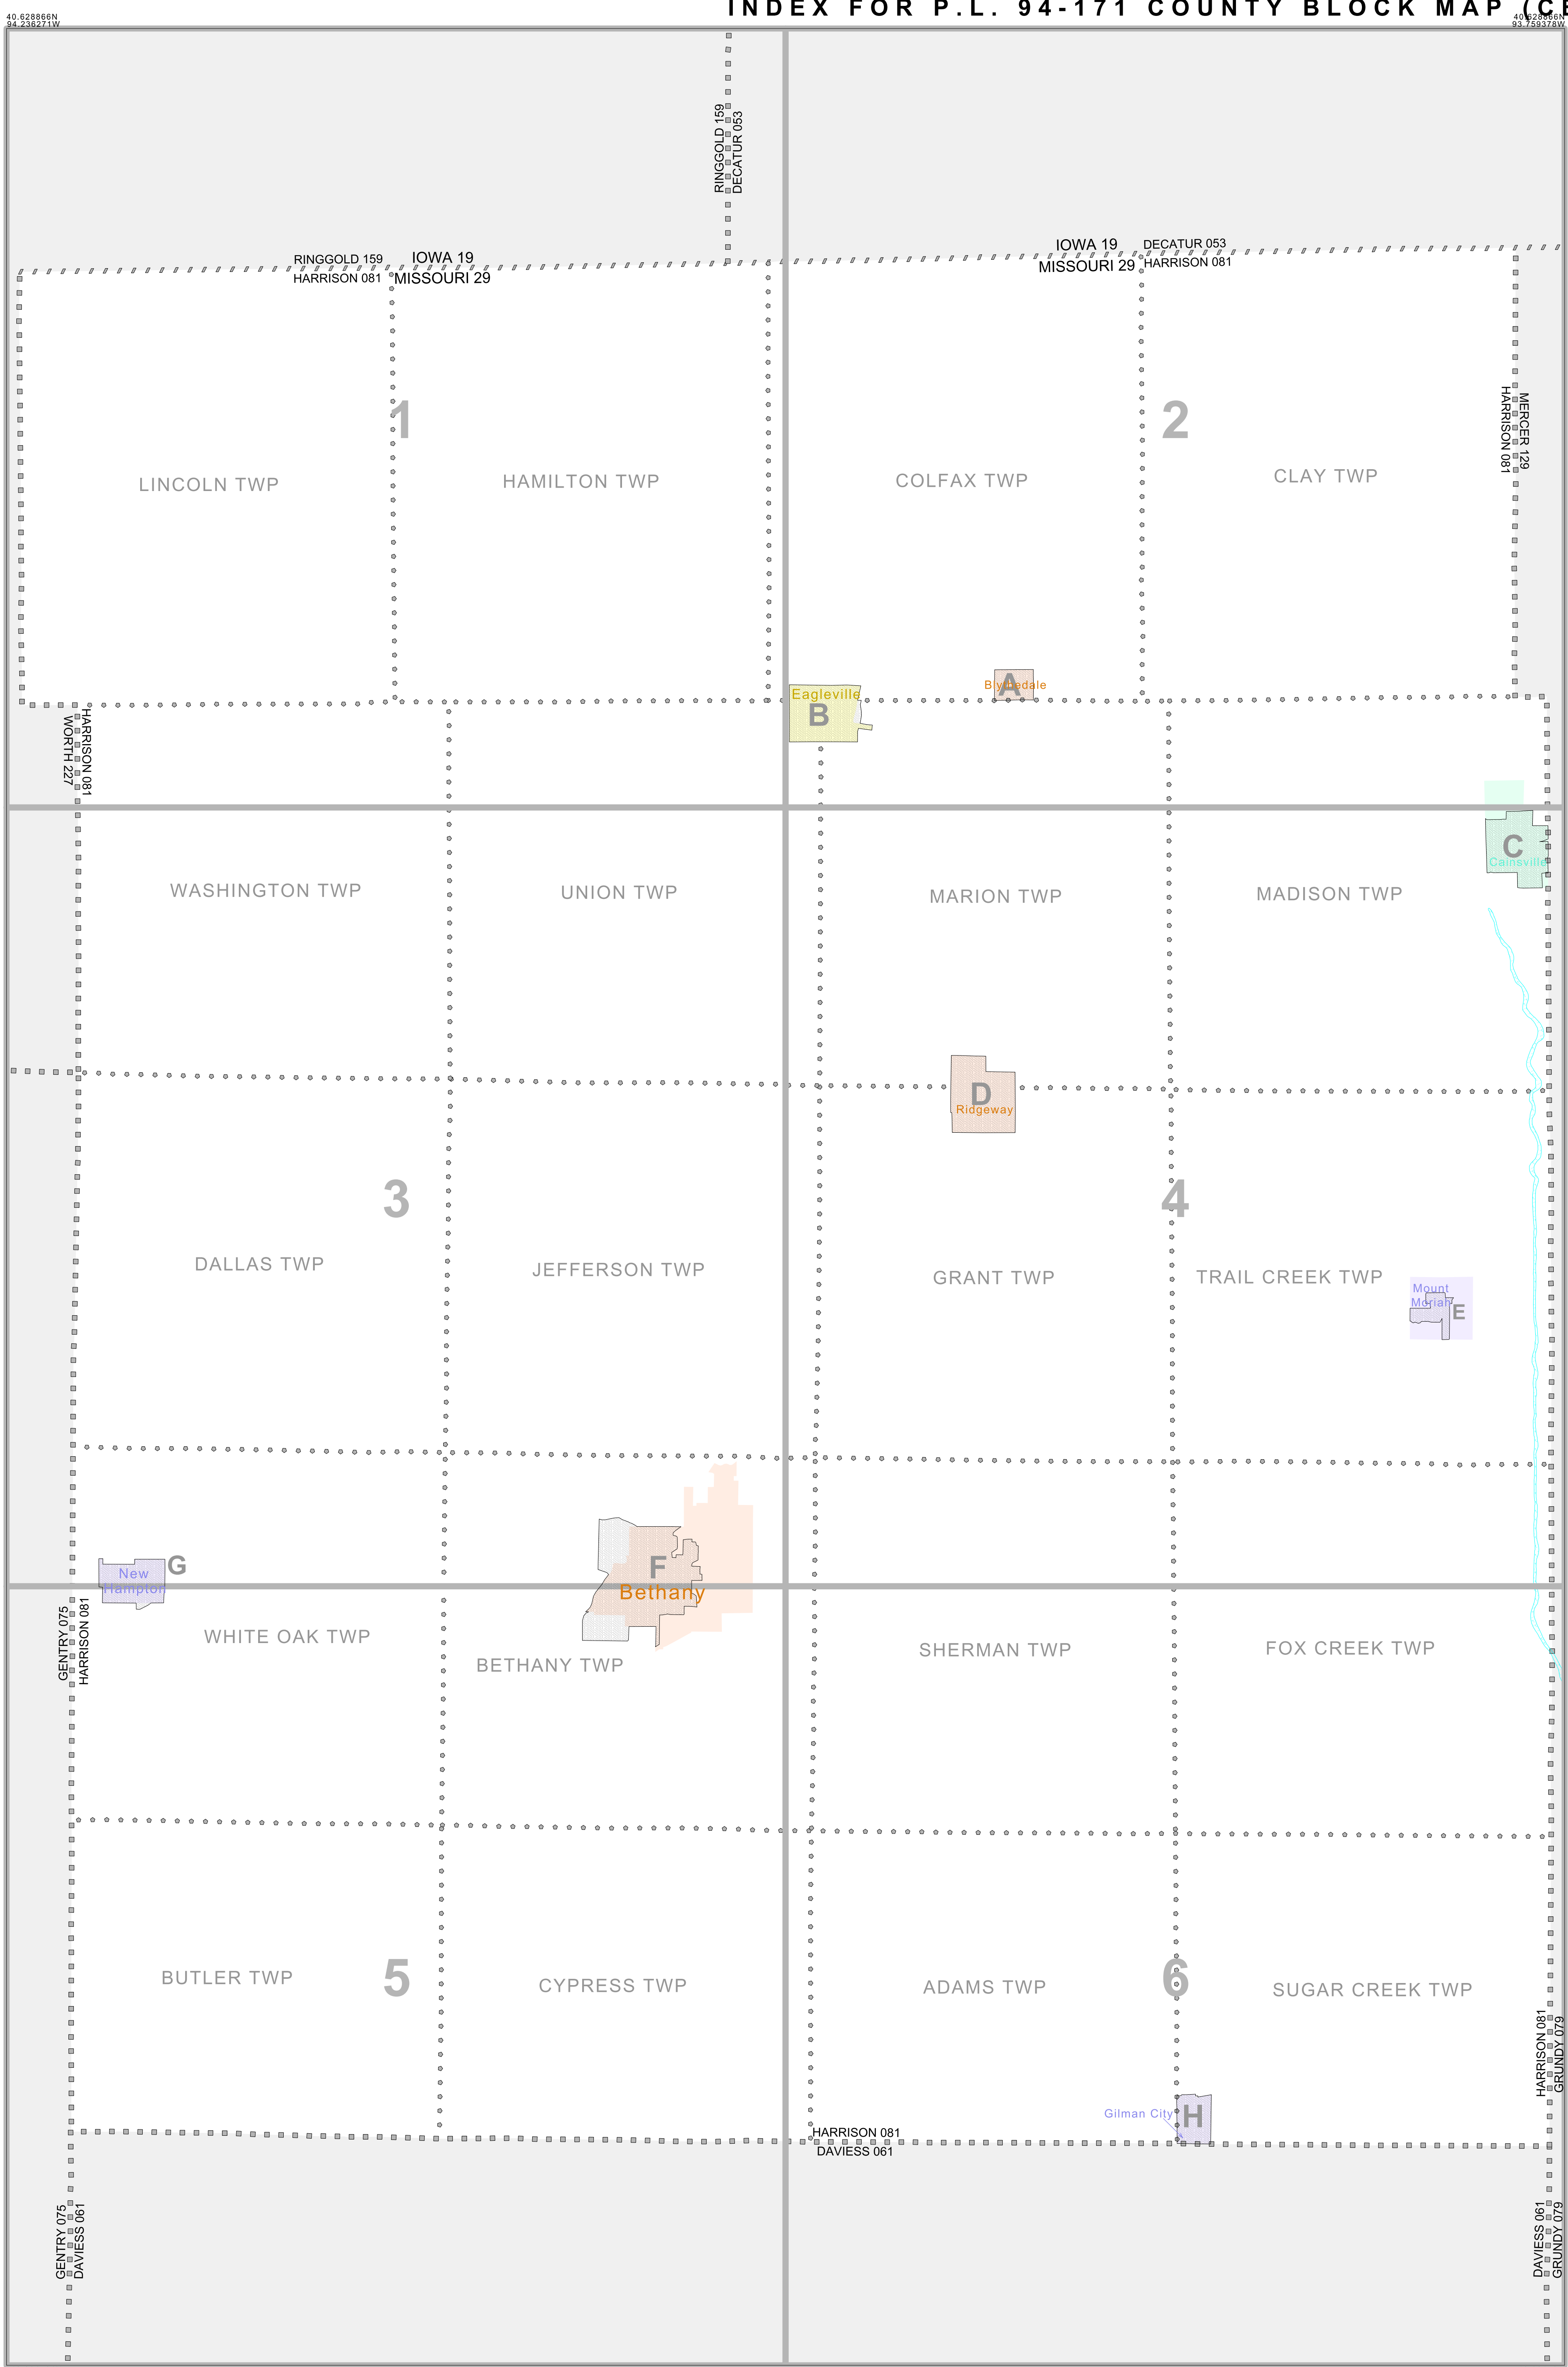 INDEX FOR P.L. 94-171 COUNTY BLOCK MAP (CE
40.628866N
94.236271W
40.628866N
93.759378W
RINGGOLD 159
DECATUR 053
RINGGOLD 159
IOWA 19
HARRISON 081
MISSOURI 29
IOWA 19
DECATUR 053
MISSOURI 29
HARRISON 081
1
2
HARRISON 081
MERCER 129
LINCOLN TWP
HAMILTON TWP
COLFAX TWP
CLAY TWP
Eagleville
B
A
Blythedale
WORTH 227
HARRISON 081
C
Cainsville
WASHINGTON TWP
UNION TWP
MARION TWP
MADISON TWP
D
Ridgeway
3
4
DALLAS TWP
JEFFERSON TWP
GRANT TWP
TRAIL CREEK TWP
Mount
Moriah
E
New
Hampton
G
F
Bethany
GENTRY 075
HARRISON 081
WHITE OAK TWP
BETHANY TWP
SHERMAN TWP
FOX CREEK TWP
5
6
BUTLER TWP
CYPRESS TWP
ADAMS TWP
SUGAR CREEK TWP
HARRISON 081
GRUNDY 079
Gilman City
H
HARRISON 081
DAVIESS 061
GENTRY 075
DAVIESS 061
DAVIESS 061
GRUNDY 079